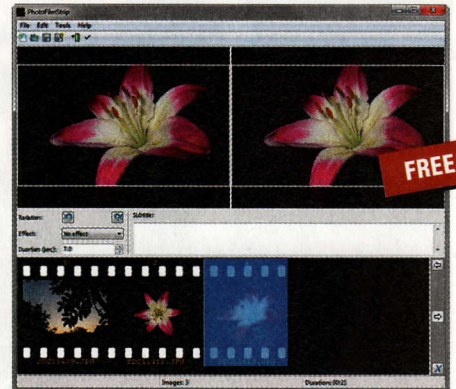 PhotoFilmStrip
File Edit Tools Help
FREE
Rotation:
Subtitle:
Effect: No effect
Duration (sec): 7.0
Images: 3 Duration: 00:25